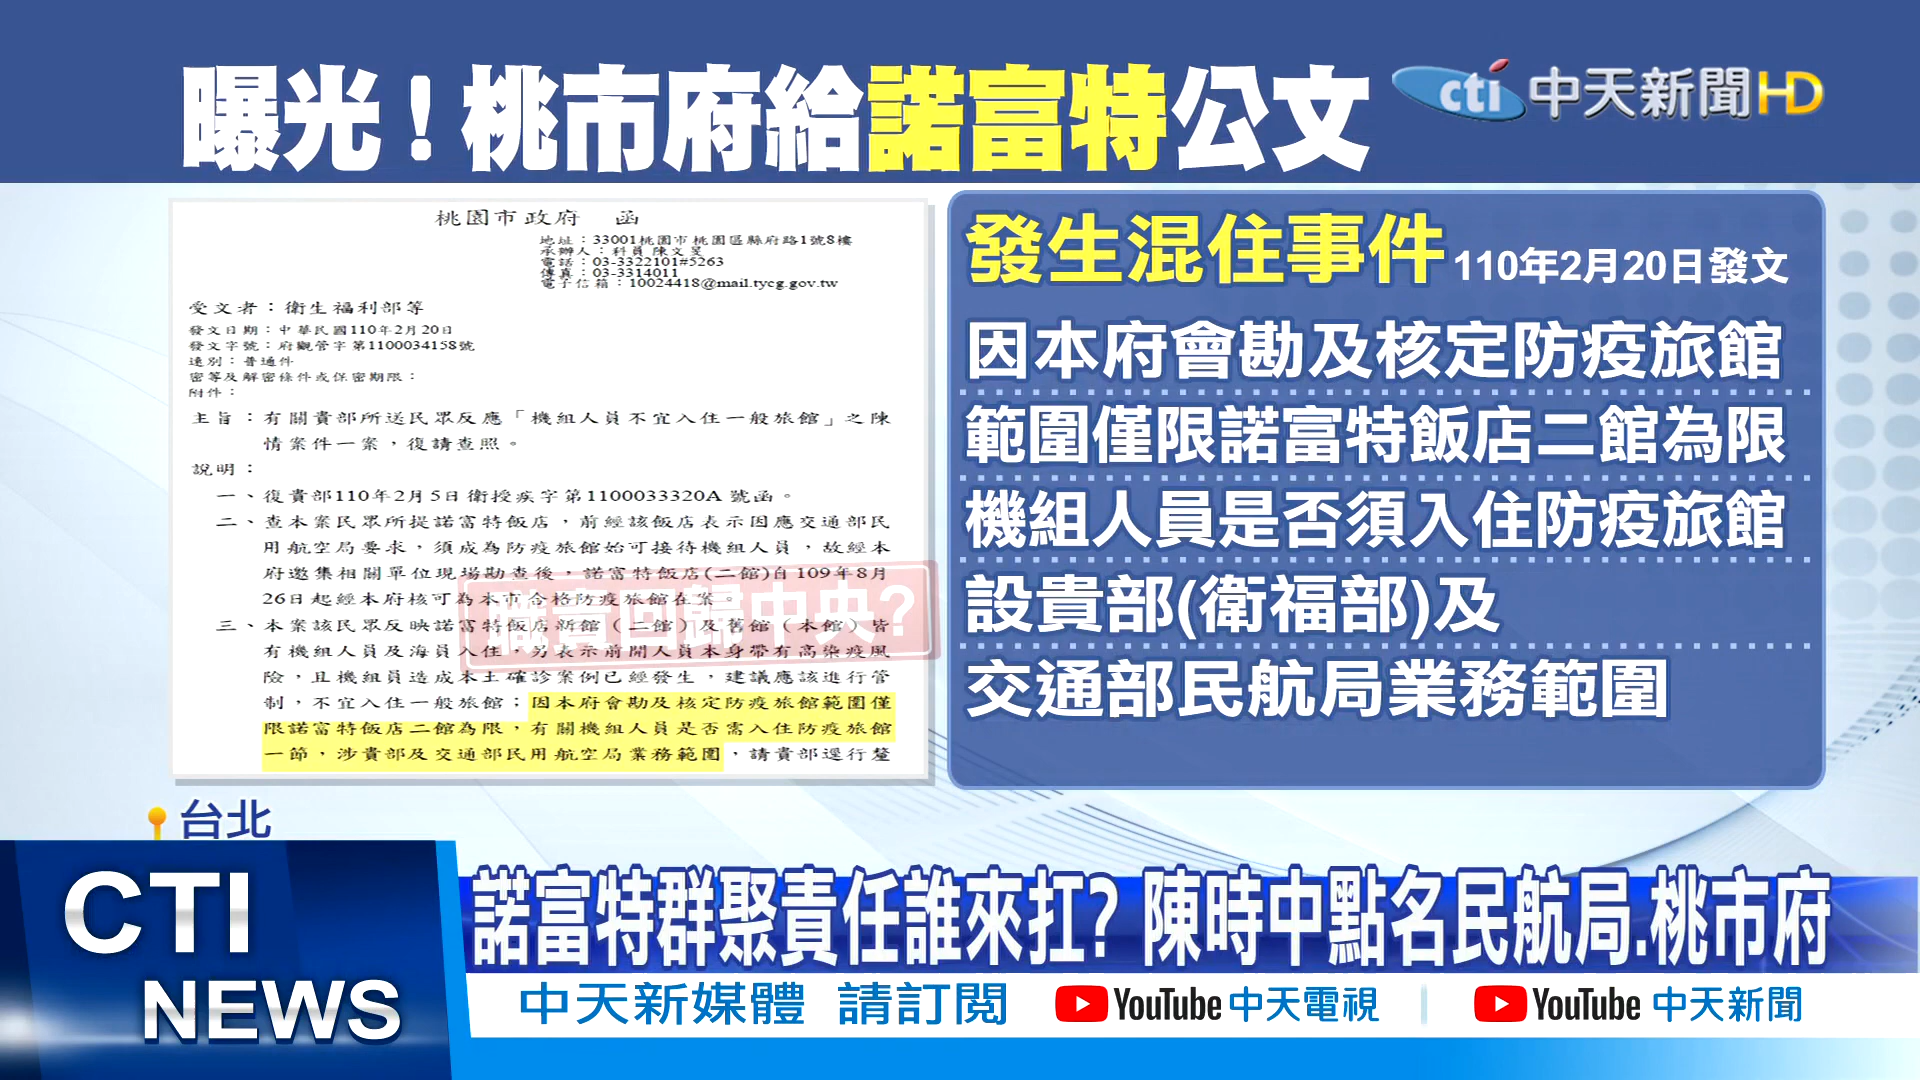 曝光！桃市府給諾富特公文
cti 中天新聞HD
桃園市政府　函
地址：33001桃園市桃園區縣府路1號8樓
承辦人：科員 陳文旻
電話：03-3322101#5263
傳真：03-3314011
電子信箱：10024418@mail.tycg.gov.tw
受文者：衛生福利部等
發文日期：中華民國110年2月20日
發文字號：府觀管字第1100034158號
速別：普通件
密等及解密條件或保密期限：
附件：
主旨：有關貴部所送民眾反應「機組人員不宜入住一般旅館」之陳
情案件一案，復請查照。
說明：
一、復貴部110年2月5日衛授疾字第1100033320A 號函。
二、查本案民眾所提諾富特飯店，前經該飯店表示因應交通部民
用航空局要求，須成為防疫旅館始可接待機組人員，故經本
府邀集相關單位現場勘查後，諾富特飯店(二館)自109年8月
26日起經本府核可為本市合格防疫旅館在案。
三、本案該民眾反映諾富特飯店新館（二館）及舊館（本館）皆
有機組人員及海員入住，另表示前開人員本身帶有高染疫風
險，且機組員造成本土確診案例已經發生，建議應該進行管
制，不宜入住一般旅館；因本府會勘及核定防疫旅館範圍僅
限諾富特飯店二館為限，有關機組人員是否需入住防疫旅館
一節，涉貴部及交通部民用航空局業務範圍，請貴部逕行釐
職責回歸中央?
發生混住事件 110年2月20日發文
因本府會勘及核定防疫旅館
範圍僅限諾富特飯店二館為限
機組人員是否須入住防疫旅館
設貴部(衛福部)及
交通部民航局業務範圍
台北
CTI
NEWS
諾富特群聚責任誰來扛? 陳時中點名民航局.桃市府
中天新媒體 請訂閱 YouTube 中天電視 | YouTube 中天新聞